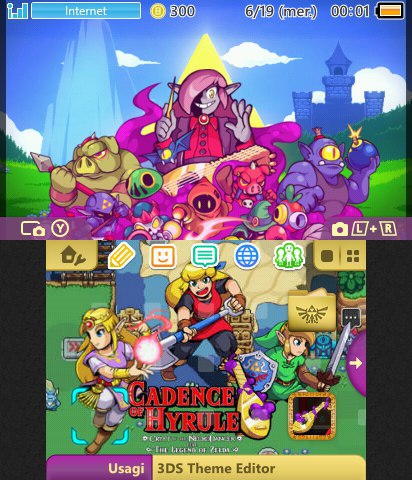 Internet 300 6/19 (mer.) 00:01
Y L+R
CADENCE
OF HYRULE
CRYPT OF THE NECRODANCER
THE LEGEND OF ZELDA
Usagi 3DS Theme Editor